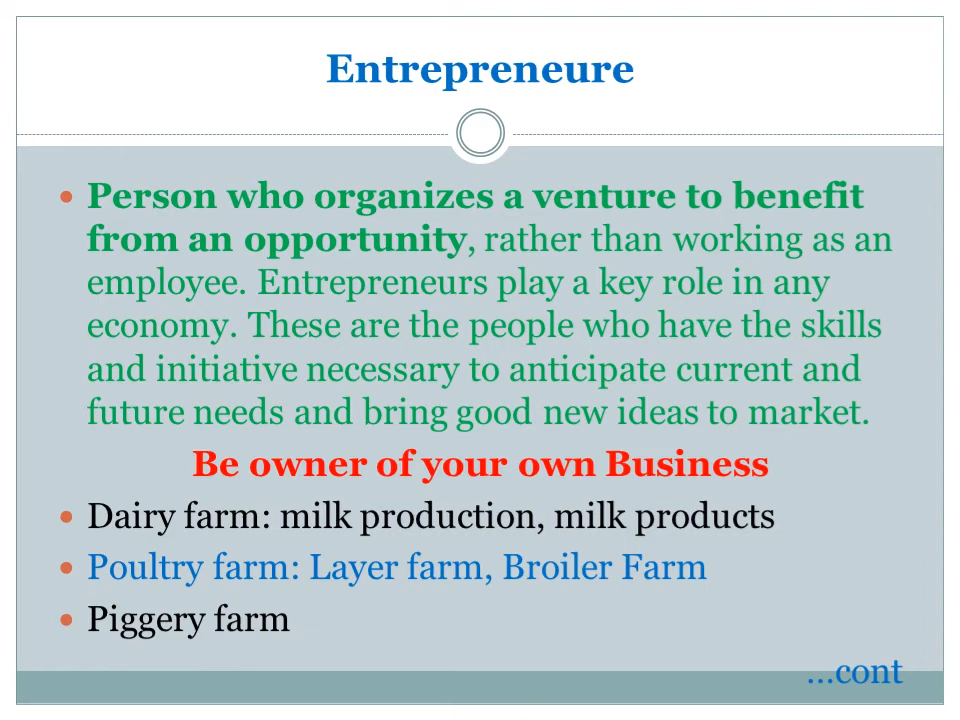 Entrepreneure
• Person who organizes a venture to benefit
from an opportunity, rather than working as an
employee. Entrepreneurs play a key role in any
economy. These are the people who have the skills
and initiative necessary to anticipate current and
future needs and bring good new ideas to market.
Be owner of your own Business
• Dairy farm: milk production, milk products
• Poultry farm: Layer farm, Broiler Farm
• Piggery farm
...cont